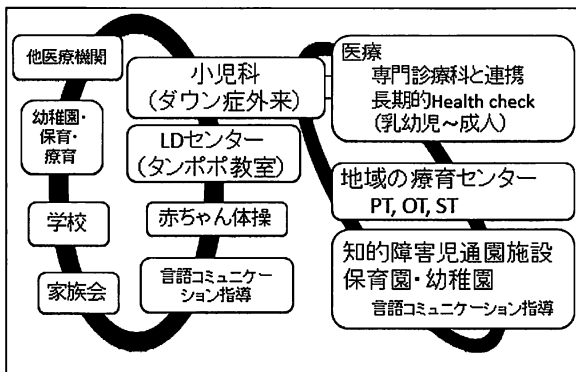 他医療機関
幼稚園・
保育・
療育
学校
家族会
小児科
(ダウン症外来)
LDセンター
(タンポポ教室)
赤ちゃん体操
言語コミュニケー
ション指導
医療
専門診療科と連携
長期的Health check
(乳幼児~成人)
地域の療育センター
PT, OT, ST
知的障害児通園施設
保育園・幼稚園
言語コミュニケーション指導